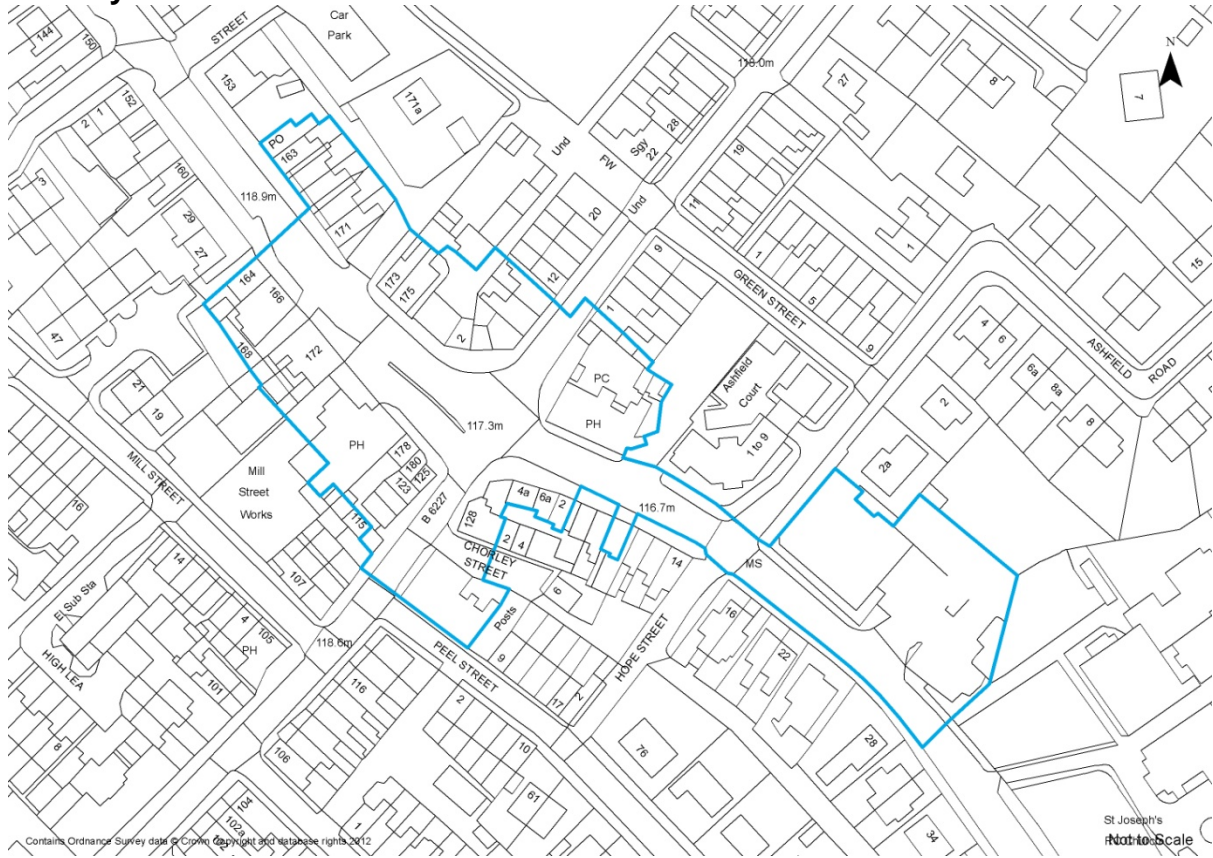 144
150
STREET
Car
Park
118.0m
N
8
7
27
153
171a
152
1
2
Und
28
Sgy
22
FW
PO
163
19
160
3
118.9m
Und
20
11
29
27
171
9
1
1
15
164
173
175
12
GREEN STREET
166
5
4
6
47
2
1
168
172
9
6a
8a
ASHFIELD
ROAD
24
19
PC
Ashfield
Court
2
8
PH
117.3m
PH
178
180
125
123
1 to 9
2a
MILL STREET
Mill
Street
Works
16
4a
6a
2
116.7m
B 6227
128
115
2
4
CHORLEY
STREET
14
MS
14
107
6
El Sub Sta
Posts
16
4
105
PH
118.6m
HOPE STREET
22
HIGH LEA
PEEL STREET
9
101
116
2
17
2
76
28
8
106
10
61
104
102a
1
34
St Joseph's
Not to Scale
Contains Ordnance Survey data © Crown Copyright and database rights 2012